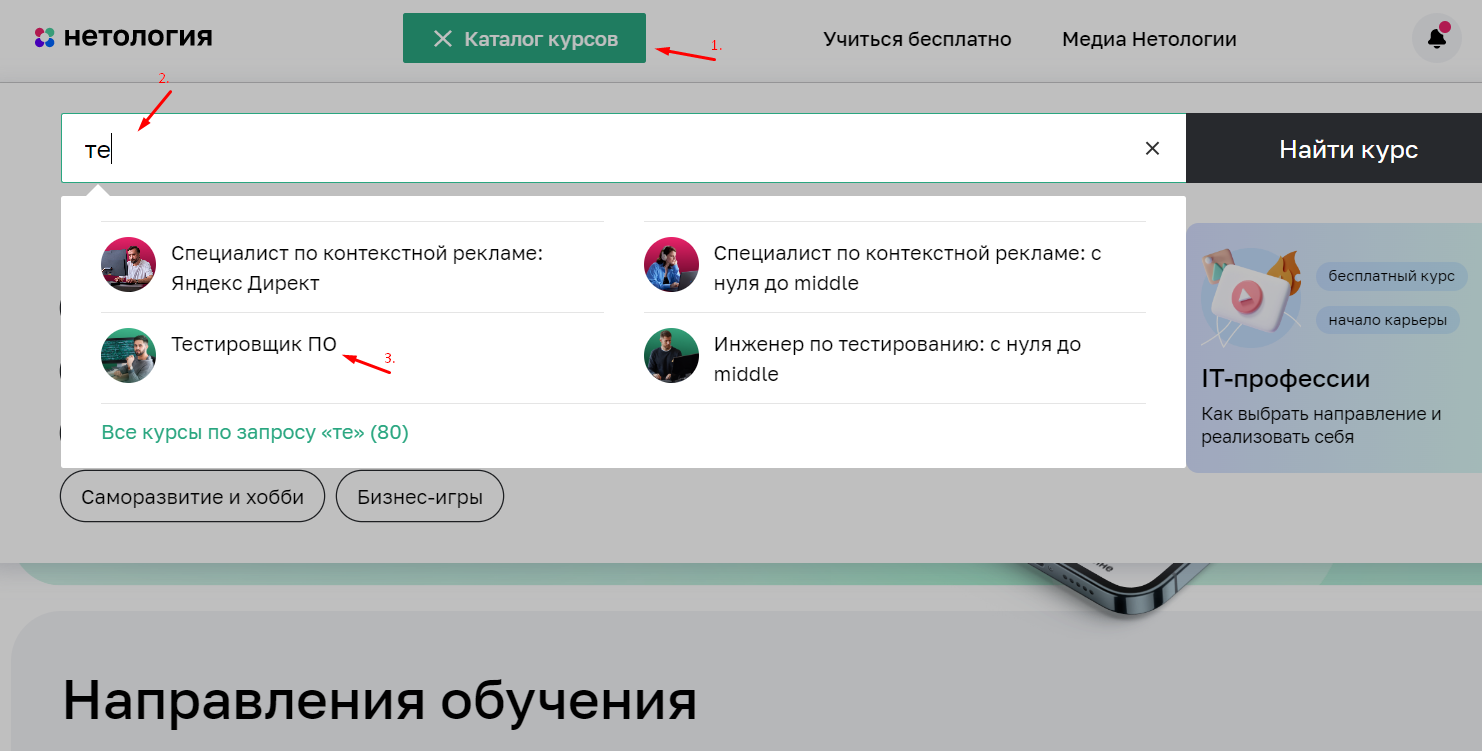 нетология
Каталог курсов
1.
Учиться бесплатно
Медиа Нетологии
2.
те
Найти курс
Специалист по контекстной рекламе:
Яндекс Директ
Специалист по контекстной рекламе: с
нуля до middle
Тестировщик ПО
3.
Инженер по тестированию: с нуля до
middle
Все курсы по запросу «те» (80)
бесплатный курс
начало карьеры
IT-профессии
Как выбрать направление и
реализовать себя
Саморазвитие и хобби
Бизнес-игры
Направления обучения